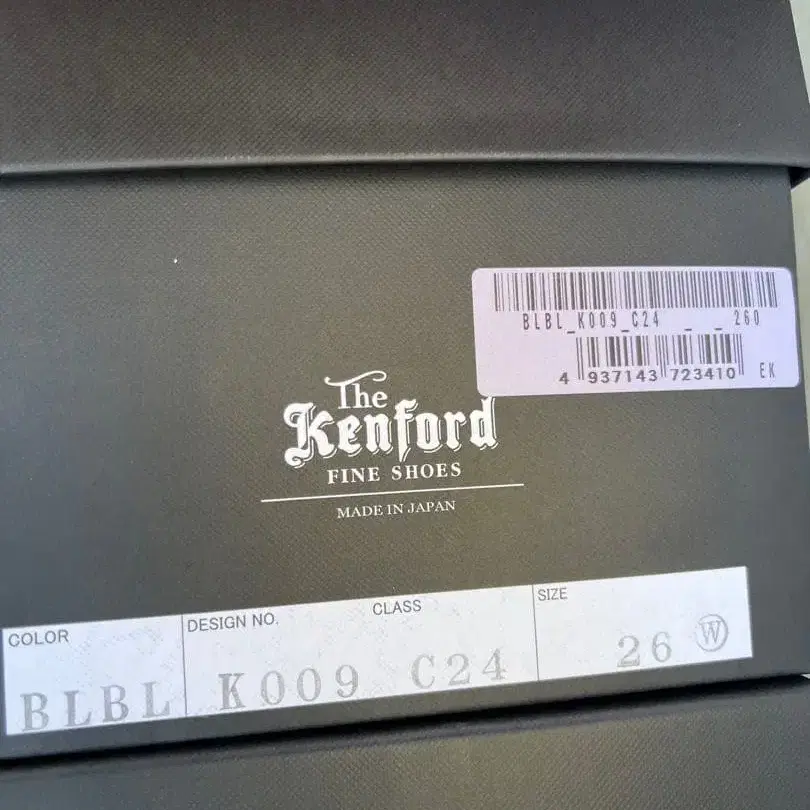 BLBL_K009_C24 _ _ 260
4 937143 723410 EK
The
Kenford
FINE SHOES
MADE IN JAPAN
COLOR DESIGN NO. CLASS SIZE
BLBL K009 C24 26 Ⓦ